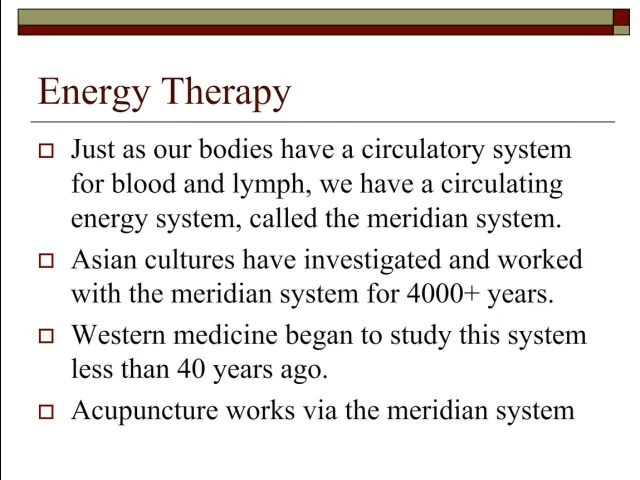 Energy Therapy
Just as our bodies have a circulatory system
for blood and lymph, we have a circulating
energy system, called the meridian system.
Asian cultures have investigated and worked
with the meridian system for 4000+ years.
Western medicine began to study this system
less than 40 years ago.
Acupuncture works via the meridian system